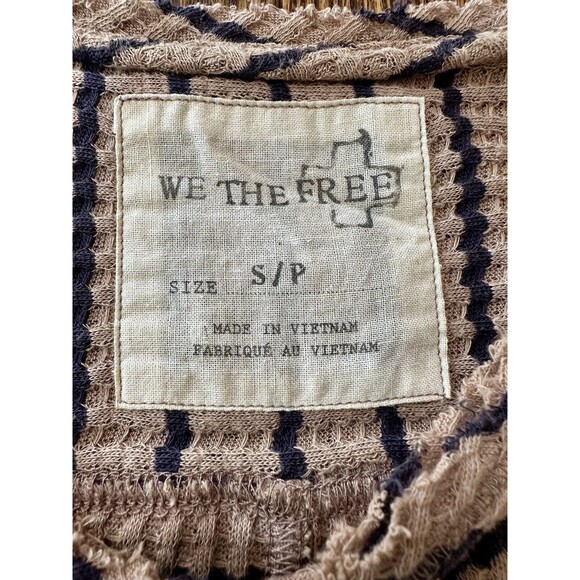 WE THE FREE
SIZE S/P
MADE IN VIETNAM
FABRIQUÉ AU VIETNAM